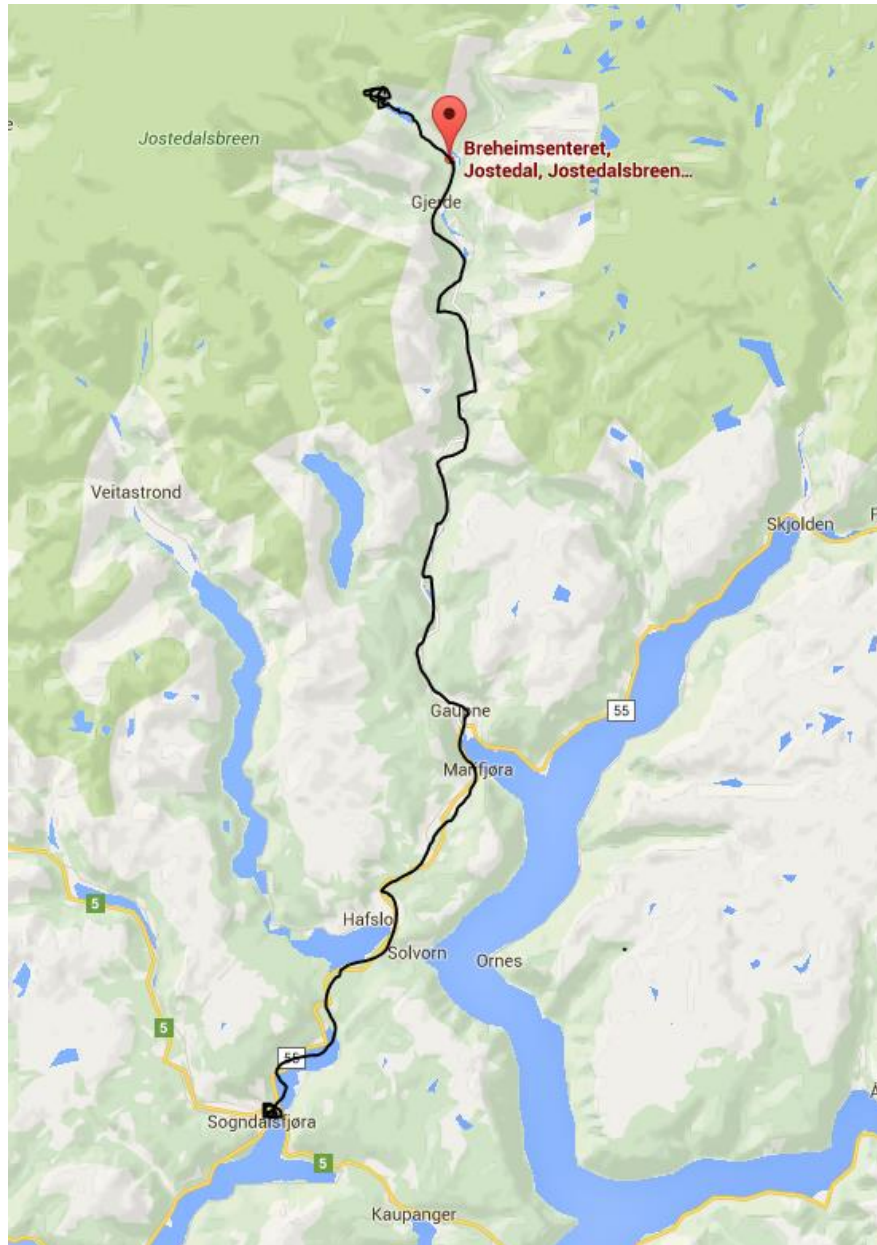 Jostedalsbreen
Breheimsenteret,
Jostedal, Jostedalsbreen...
Gjerde
Veitastrond
Skjolden
55
Gaupne
Marifjøra
5
Hafslo
Solvorn
Ornes
5
55
Sogndalsfjøra
5
Kaupanger